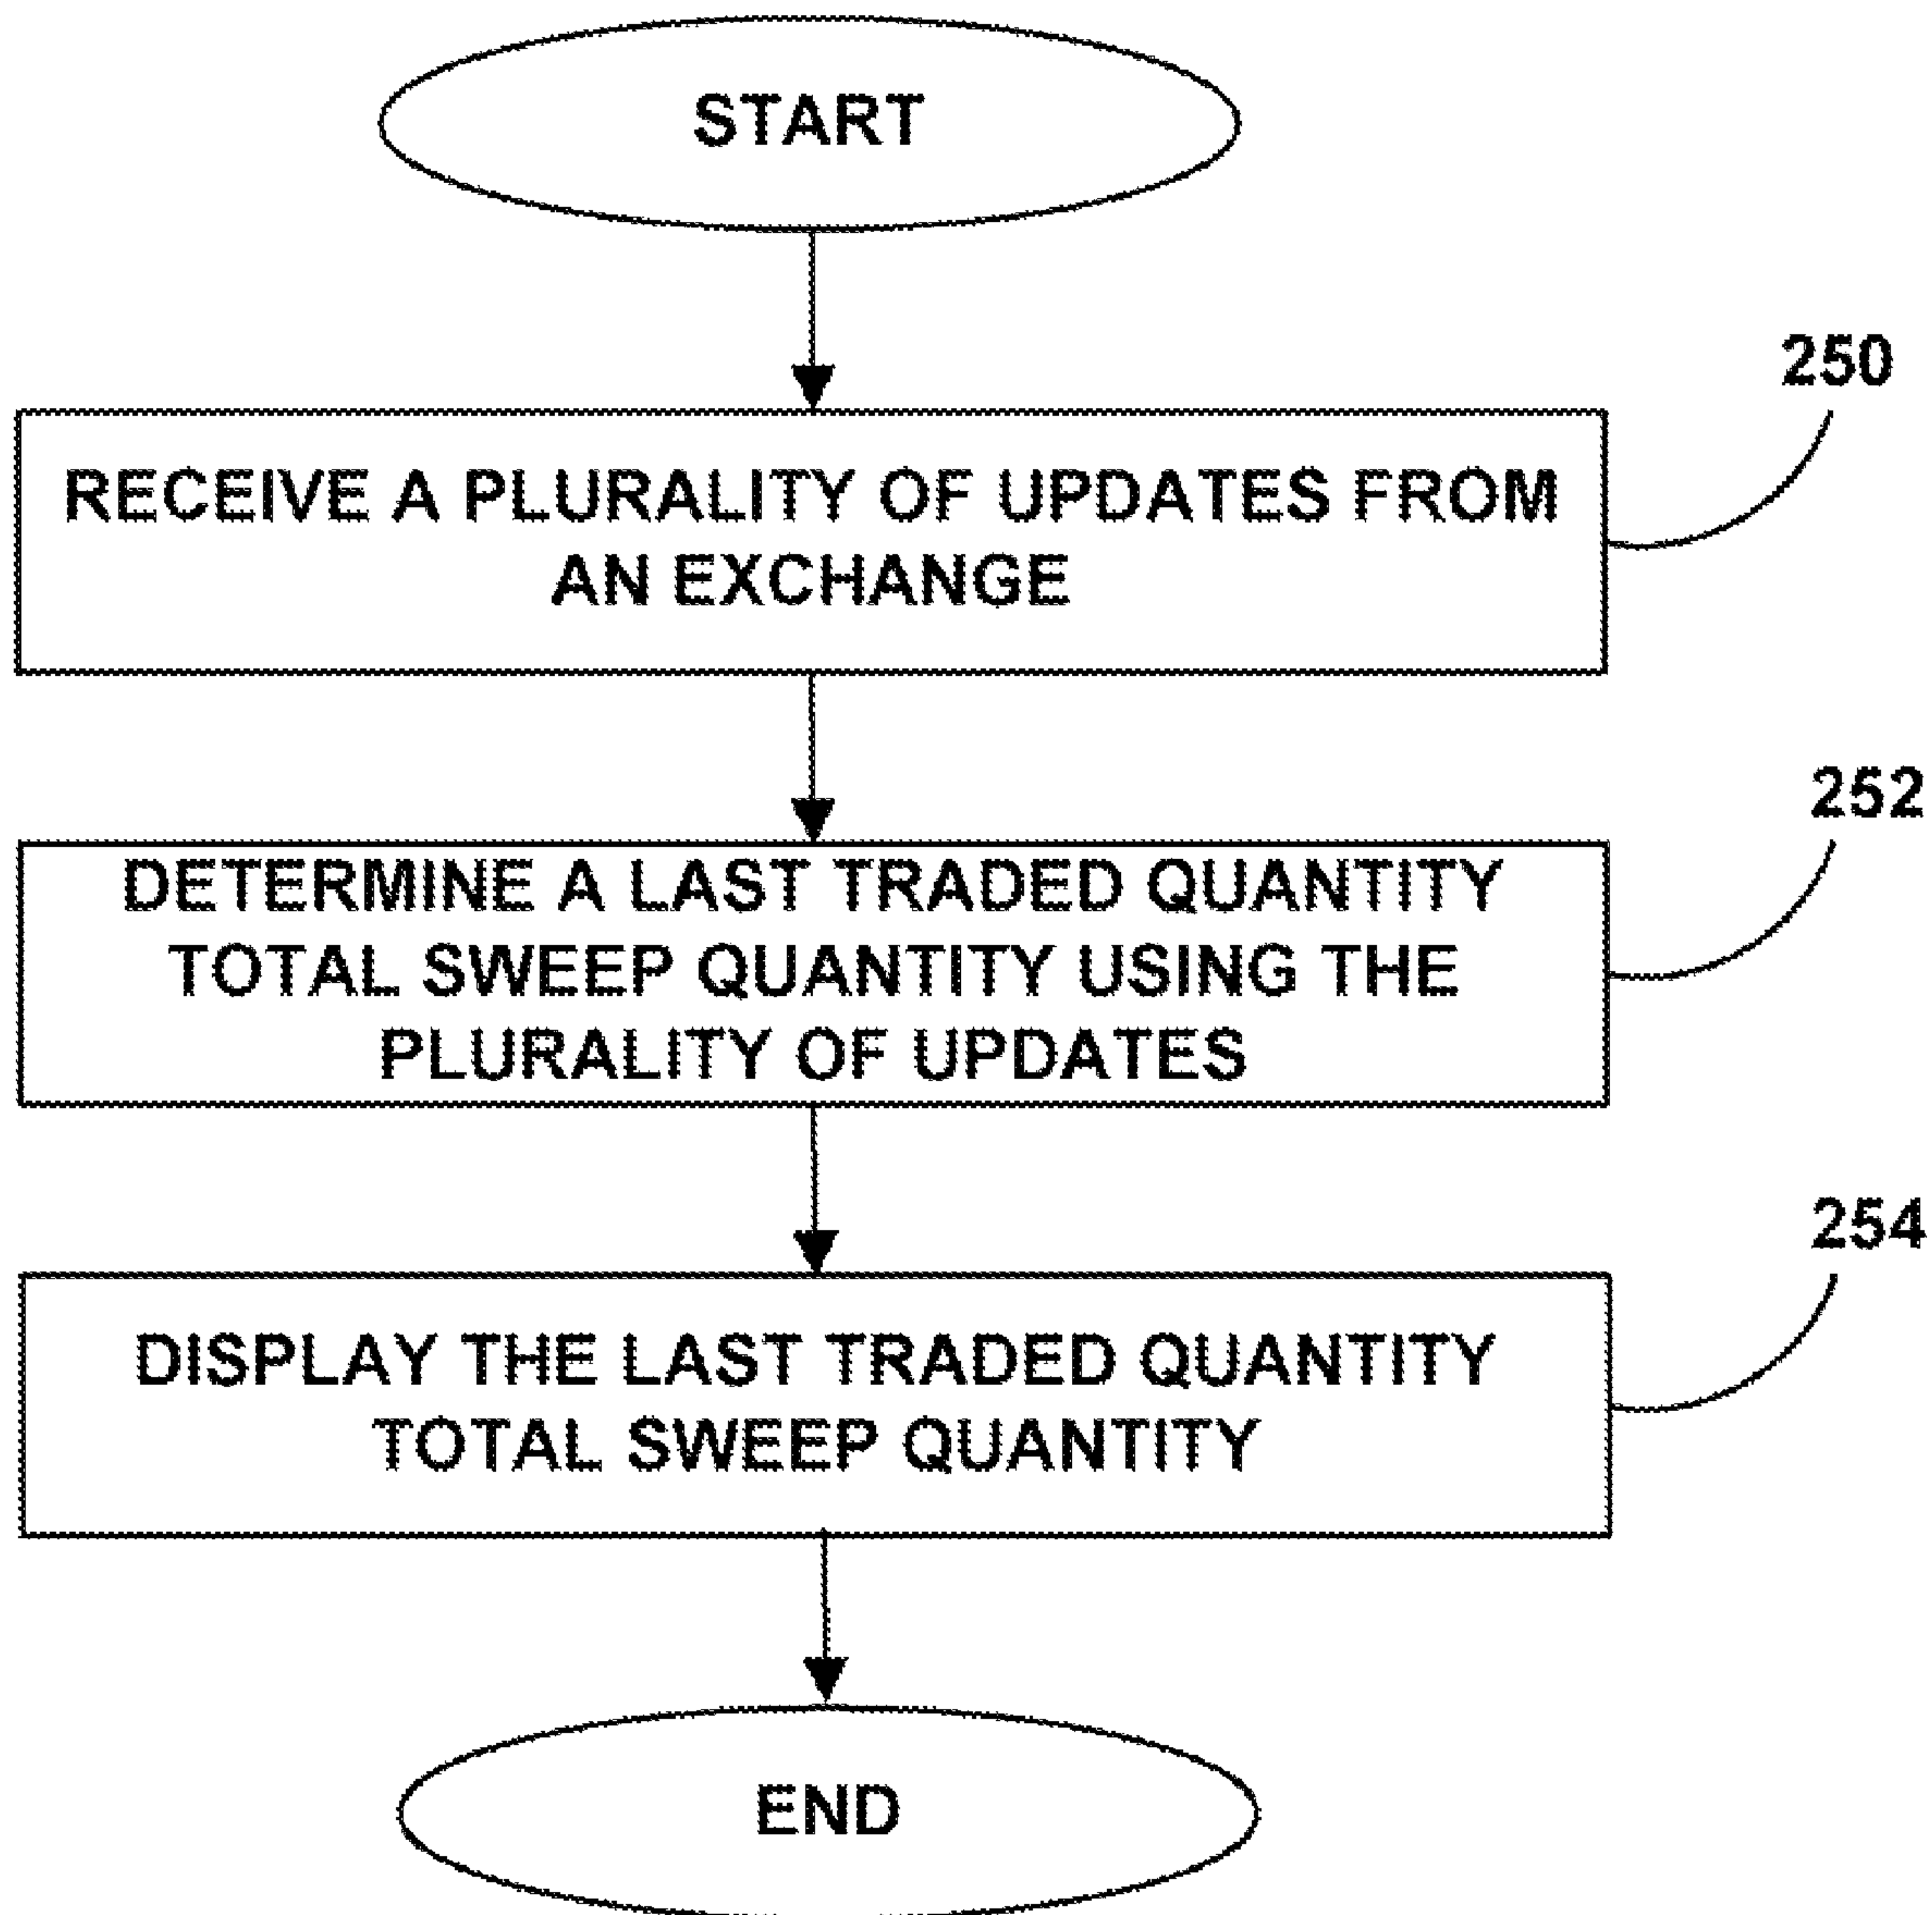 START
250
RECEIVE A PLURALITY OF UPDATES FROM
AN EXCHANGE
252
DETERMINE A LAST TRADED QUANTITY
TOTAL SWEEP QUANTITY USING THE
PLURALITY OF UPDATES
254
DISPLAY THE LAST TRADED QUANTITY
TOTAL SWEEP QUANTITY
END